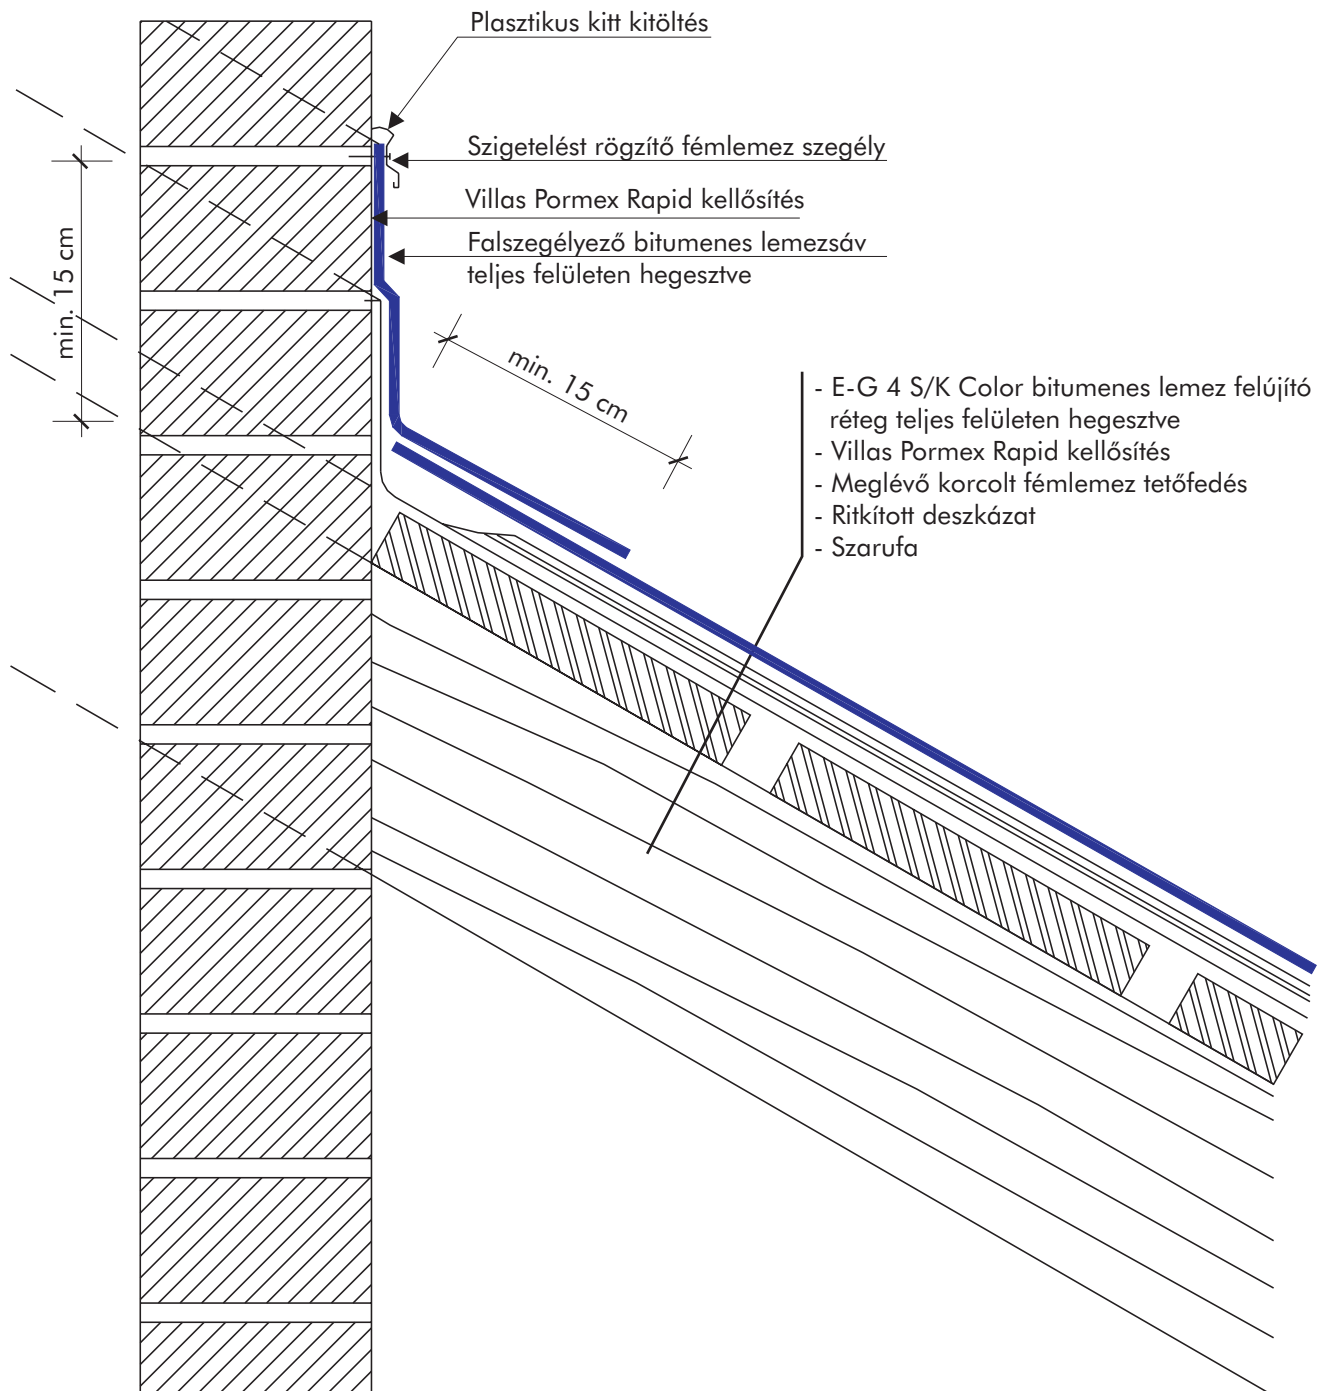 Plasztikus kitt kitöltés
Szigetelést rögzítő fémlemez szegély
Villas Pormex Rapid kellősítés
Falszegélyező bitumenes lemezsáv
teljes felületen hegesztve
min. 15 cm
min. 15 cm
- E-G 4 S/K Color bitumenes lemez felújító
réteg teljes felületen hegesztve
- Villas Pormex Rapid kellősítés
- Meglévő korcolt fémlemez tetőfedés
- Ritkított deszkázat
- Szarufa